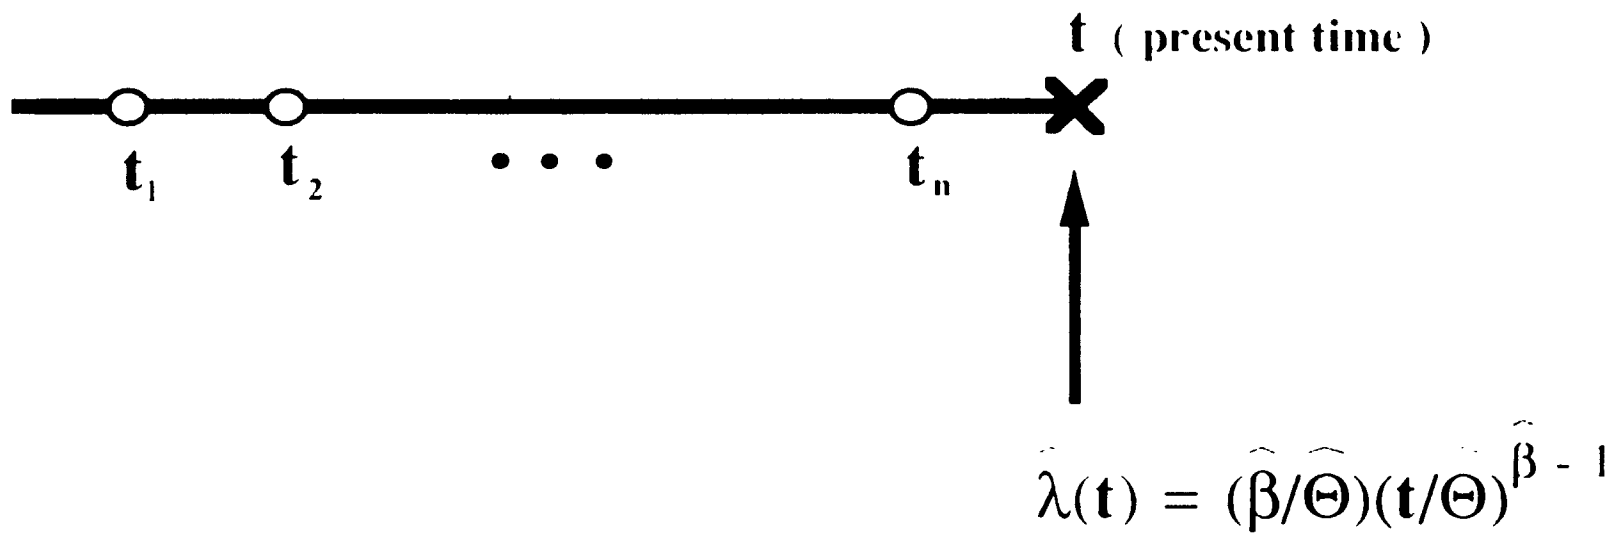 t ( present time )
t₁ t₂ • • • tₙ
λ̂(t) = (β̂/Θ̂)(t/Θ̂)^β̂ - 1